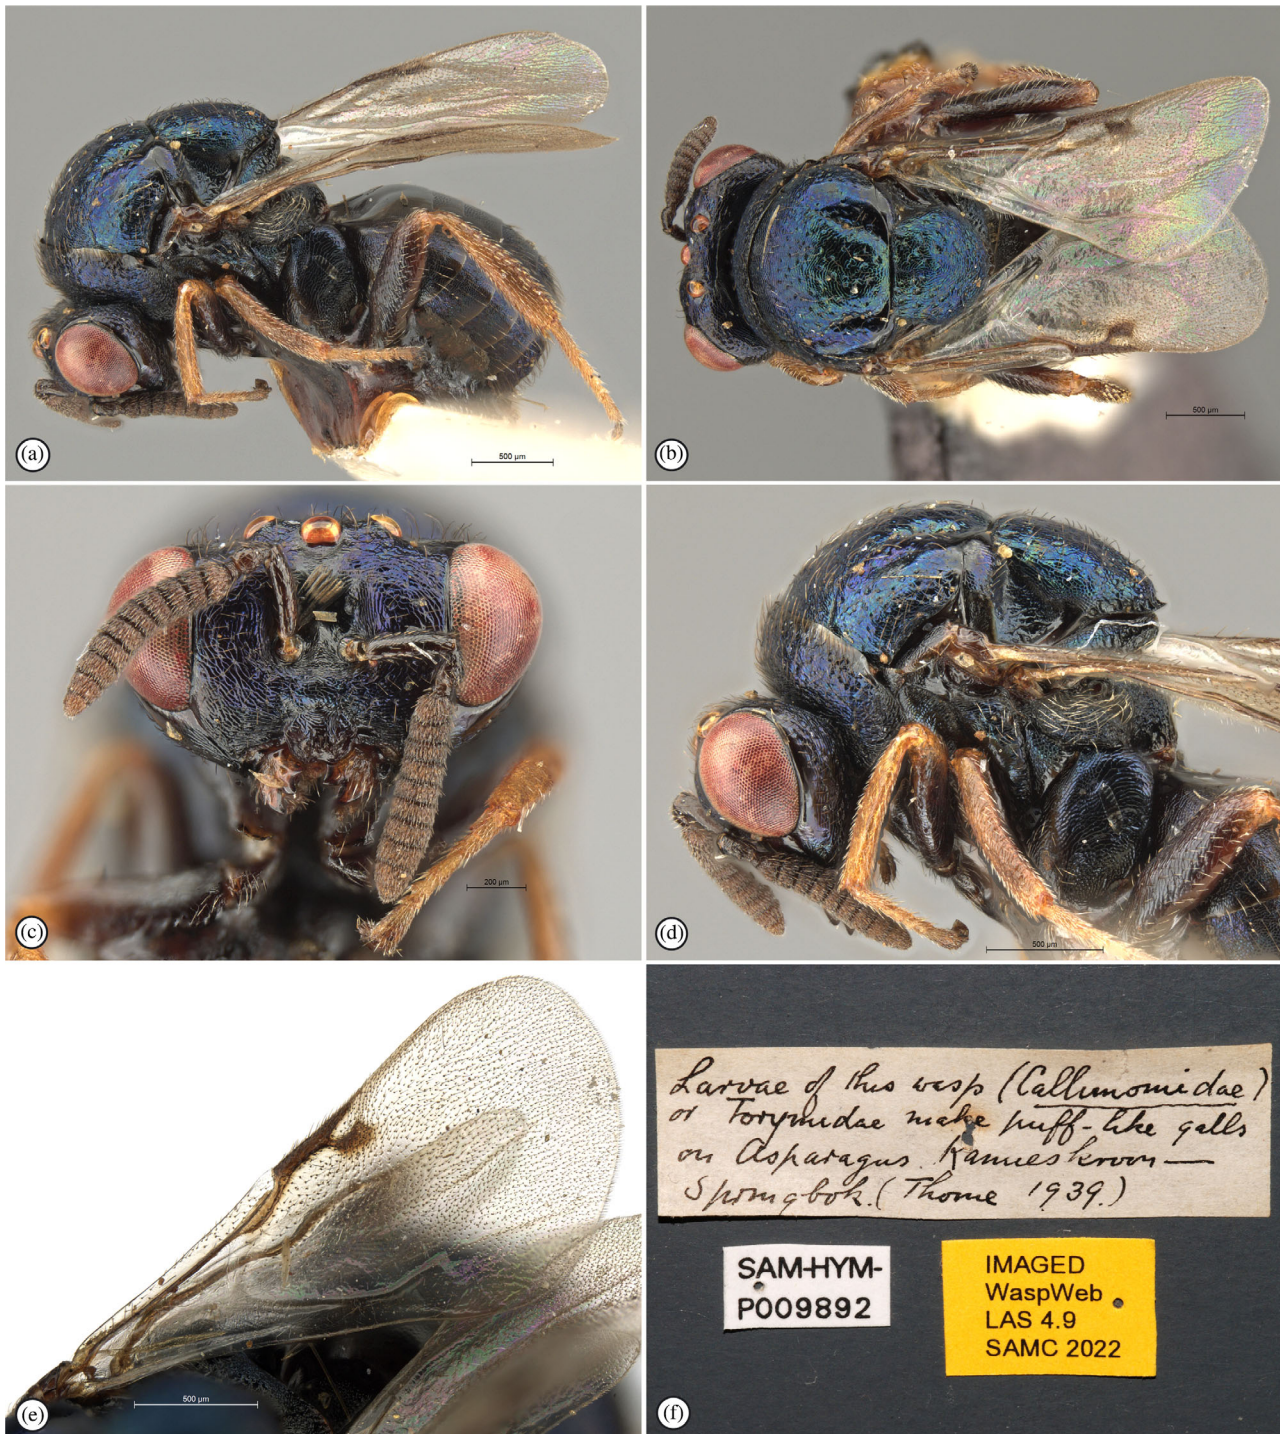 (a)
500 µm
(b)
500 µm
(c)
200 µm
(d)
500 µm
(e)
500 µm
Larvae of this wasp (Callimomidae)
or Torymidae make puff-like galls
on Asparagus. Kamieskroon —
Springbok. (Thorne 1939.)
SAM-HYM-
P009892
IMAGED
WaspWeb
LAS 4.9
SAMC 2022
(f)